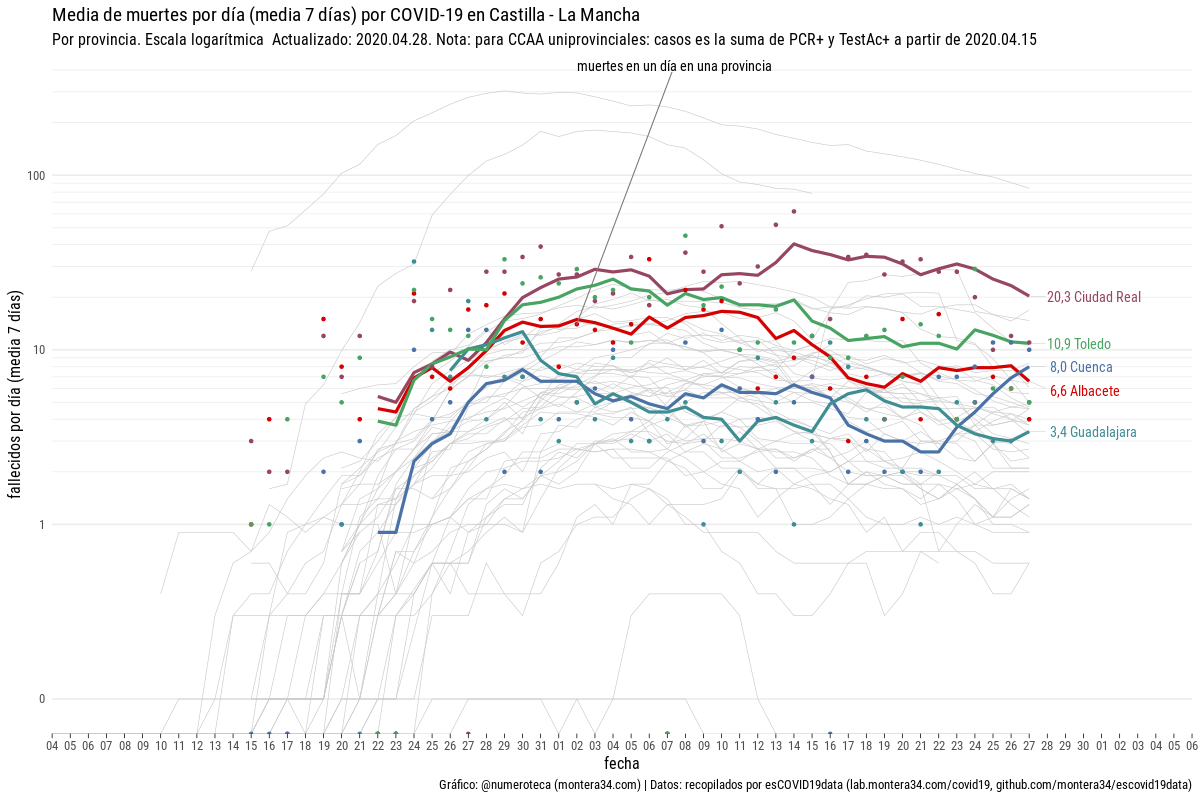 Media de muertes por día (media 7 días) por COVID-19 en Castilla - La Mancha
Por provincia. Escala logarítmica  Actualizado: 2020.04.28. Nota: para CCAA uniprovinciales: casos es la suma de PCR+ y TestAc+ a partir de 2020.04.15
muertes en un día en una provincia
fallecidos por día (media  7 días)
100
10
1
0
20,3 Ciudad Real
10,9 Toledo
8,0 Cuenca
6,6 Albacete
3,4 Guadalajara
04 05 06 07 08 09 10 11 12 13 14 15 16 17 18 19 20 21 22 23 24 25 26 27 28 29 30 31 01 02 03 04 05 06 07 08 09 10 11 12 13 14 15 16 17 18 19 20 21 22 23 24 25 26 27 28 29 30 01 02 03 04 05 06
fecha
Gráfico: @numeroteca (montera34.com) | Datos: recopilados por esCOVID19data (lab.montera34.com/covid19, github.com/montera34/escovid19data)